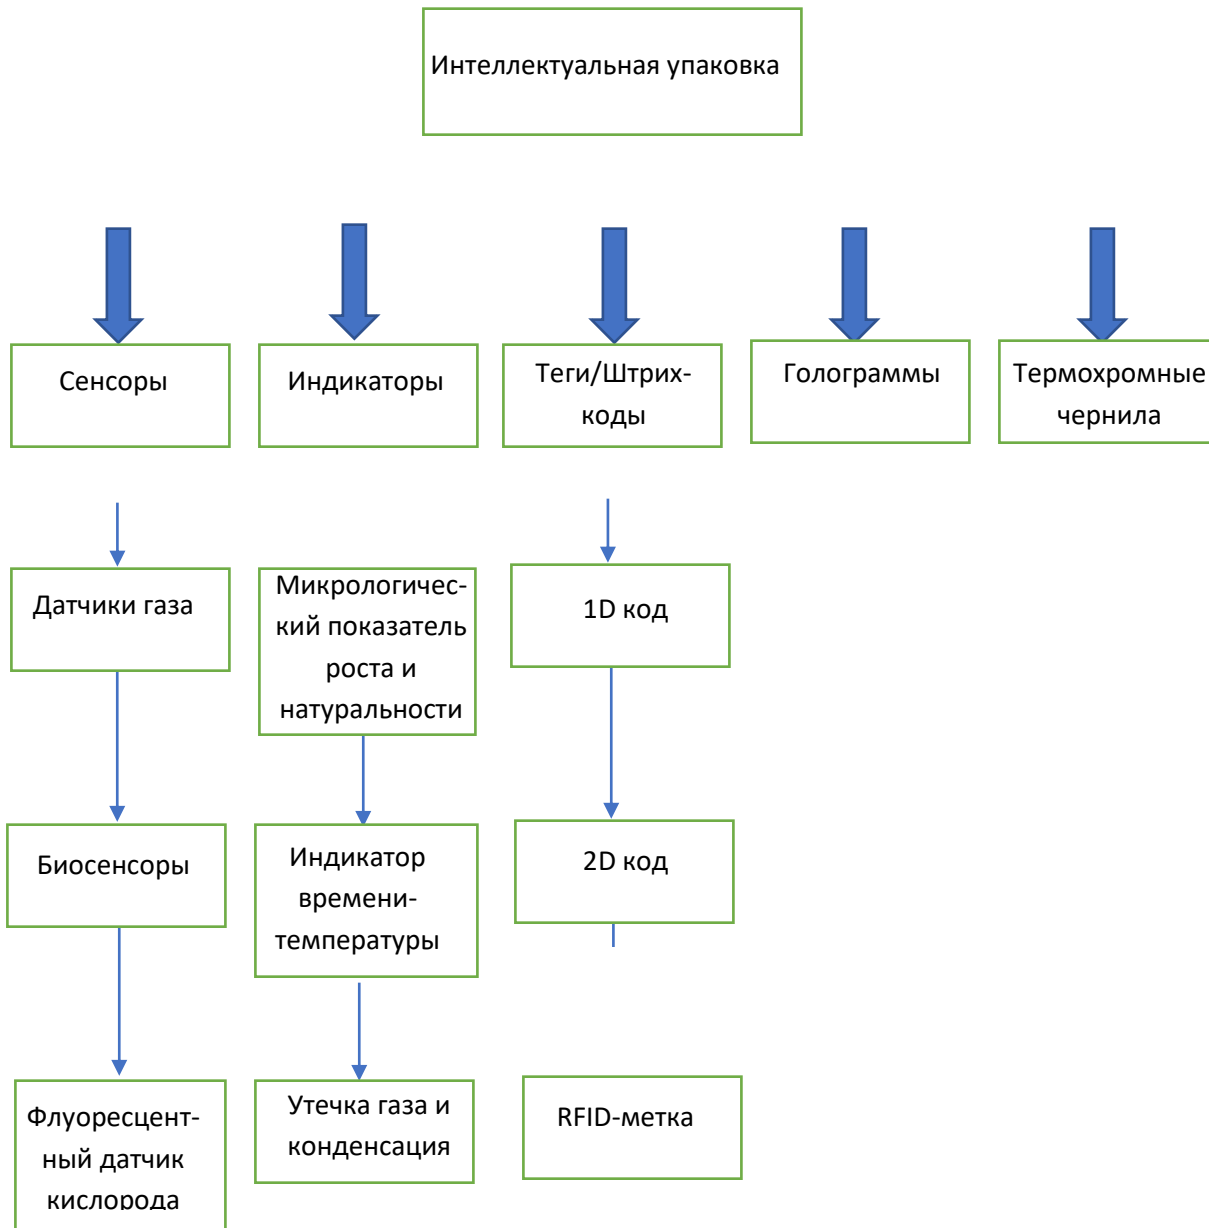 Интеллектуальная упаковка
Сенсоры
Индикаторы
Теги/Штрих-
коды
Голограммы
Термохромные
чернила
Датчики газа
Микрологичес-
кий показатель
роста и
натуральности
1D код
Биосенсоры
Индикатор
времени-
температуры
2D код
Флуоресцент-
ный датчик
кислорода
Утечка газа и
конденсация
RFID-метка